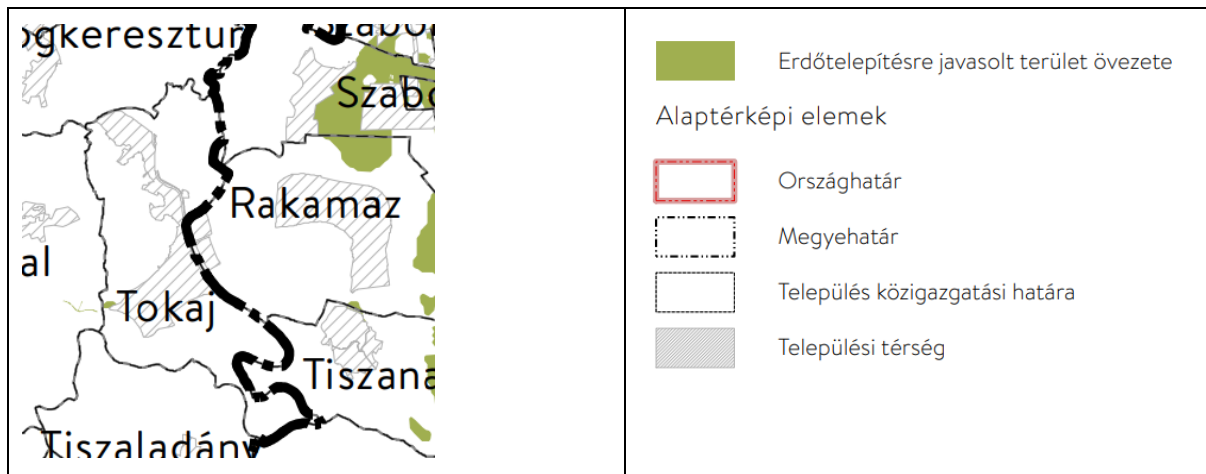 ogkeresztúr
Szabo
Rakamaz
al
Tokaj
Tiszana
Tiszaladány
Erdőtelepítésre javasolt terület övezete
Alaptérképi elemek
Országhatár
Megyehatár
Település közigazgatási határa
Települési térség